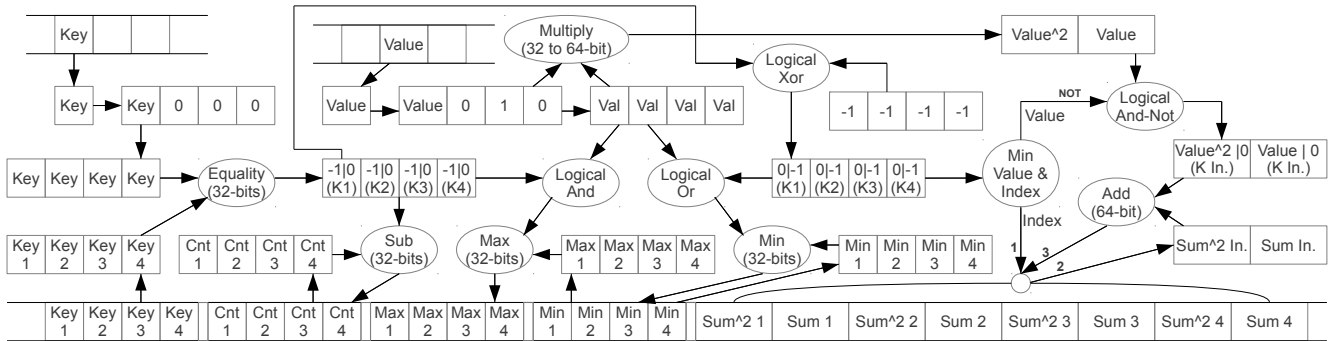 Key
Value
Multiply
(32 to 64-bit)
Value^2 Value
Logical
Xor
Key Key 0 0 0
Value Value 0 1 0 Val Val Val Val
-1 -1 -1 -1
NOT
Value
Logical
And-Not
Key Key Key Key
Equality
(32-bits)
-1|0 -1|0 -1|0 -1|0
(K1) (K2) (K3) (K4)
Logical
And
Logical
Or
0|-1 0|-1 0|-1 0|-1
(K1) (K2) (K3) (K4)
Min
Value &
Index
Value^2 |0 Value | 0
(K In.) (K In.)
Index
Add
(64-bit)
Key Key Key Key
1 2 3 4
Cnt Cnt Cnt Cnt
1 2 3 4
Sub
(32-bits)
Max
(32-bits)
Max Max Max Max
1 2 3 4
Min
(32-bits)
Min Min Min Min
1 2 3 4
1
3
2
Sum^2 In. Sum In.
Key Key Key Key
1 2 3 4
Cnt Cnt Cnt Cnt
1 2 3 4
Max Max Max Max
1 2 3 4
Min Min Min Min
1 2 3 4
Sum^2 1 Sum 1 Sum^2 2 Sum 2 Sum^2 3 Sum 3 Sum^2 4 Sum 4